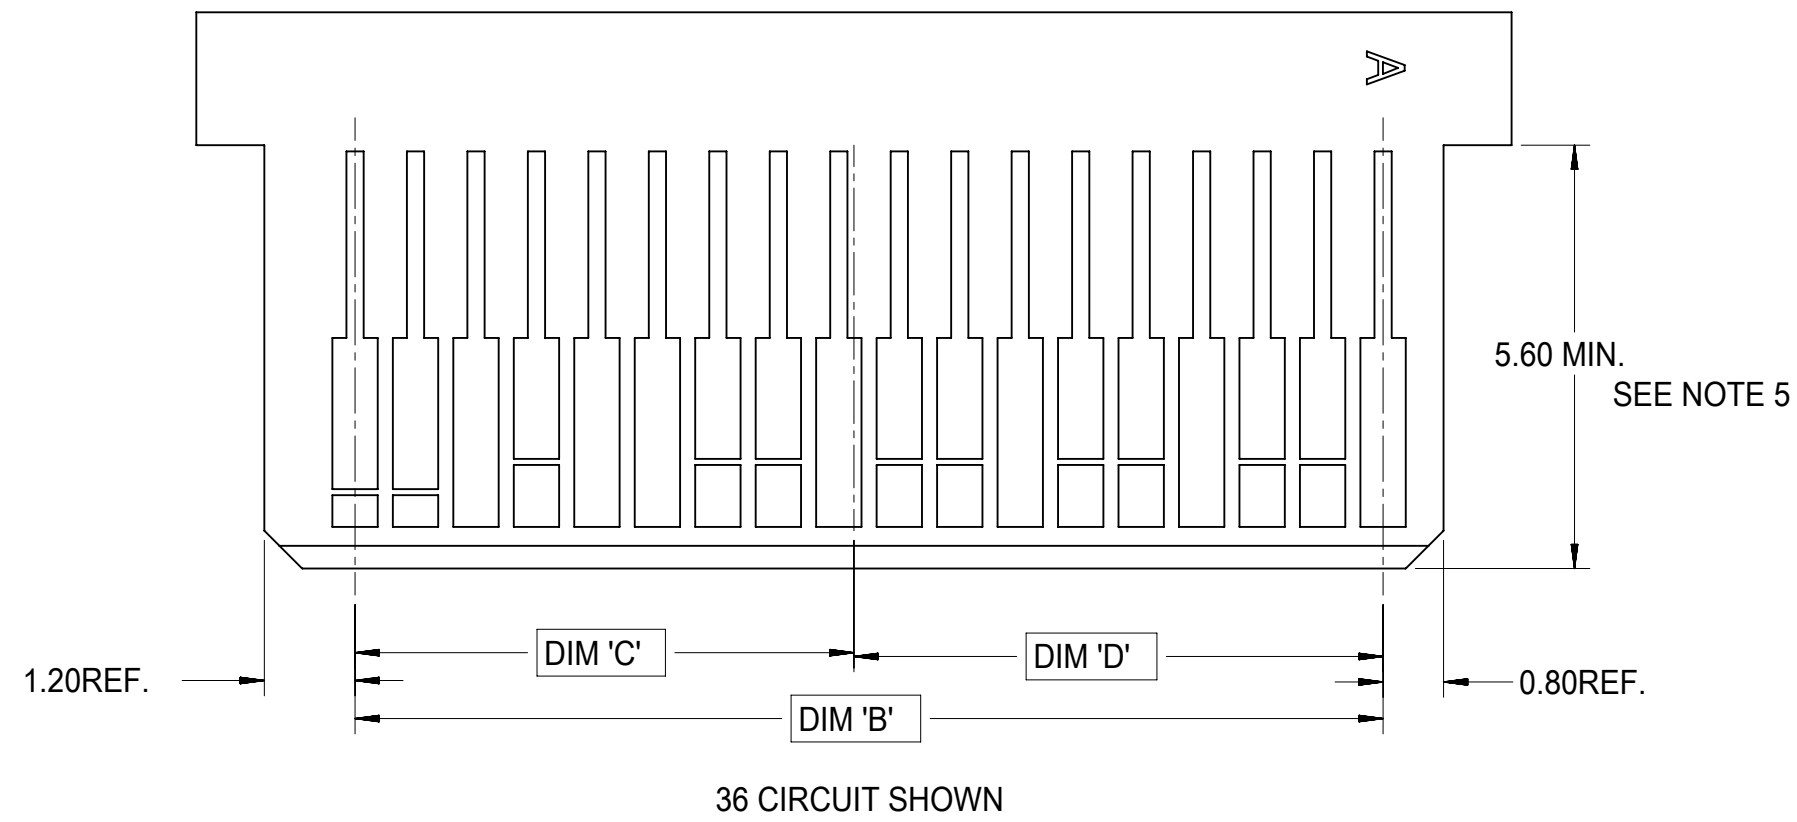 A
5.60 MIN.
SEE NOTE 5
DIM 'C'
DIM 'D'
1.20REF.
0.80REF.
DIM 'B'
36 CIRCUIT SHOWN